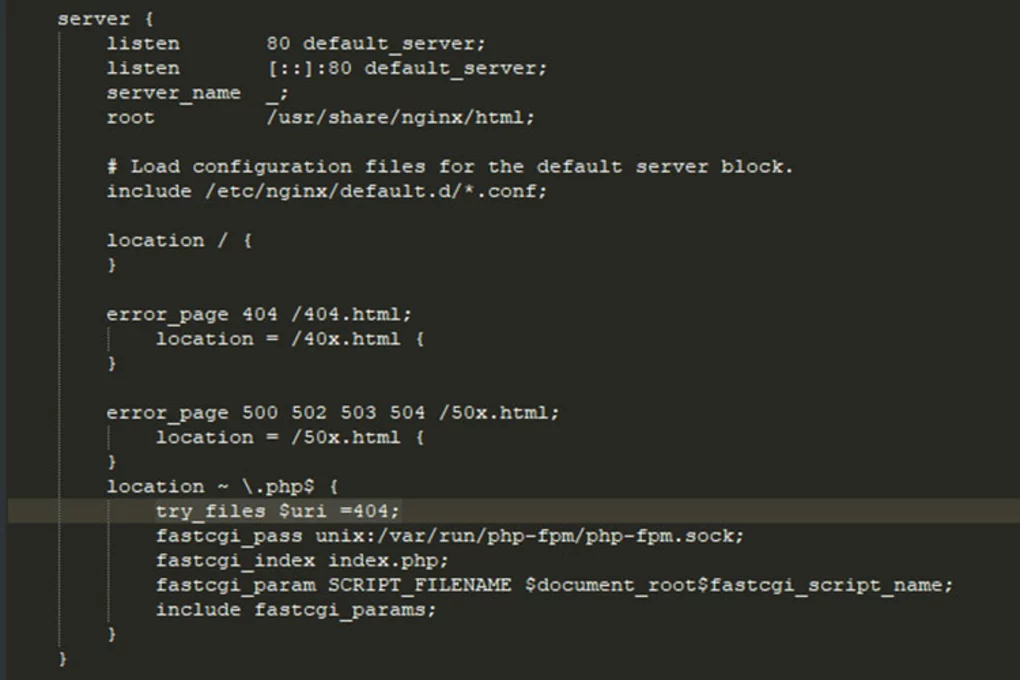 server {
    listen       80 default_server;
    listen       [::]:80 default_server;
    server_name  _;
    root         /usr/share/nginx/html;

    # Load configuration files for the default server block.
    include /etc/nginx/default.d/*.conf;

    location / {
    }

    error_page 404 /404.html;
        location = /40x.html {
    }

    error_page 500 502 503 504 /50x.html;
        location = /50x.html {
    }
    location ~ \.php$ {
        try_files $uri =404;
        fastcgi_pass unix:/var/run/php-fpm/php-fpm.sock;
        fastcgi_index index.php;
        fastcgi_param SCRIPT_FILENAME $document_root$fastcgi_script_name;
        include fastcgi_params;
    }
}